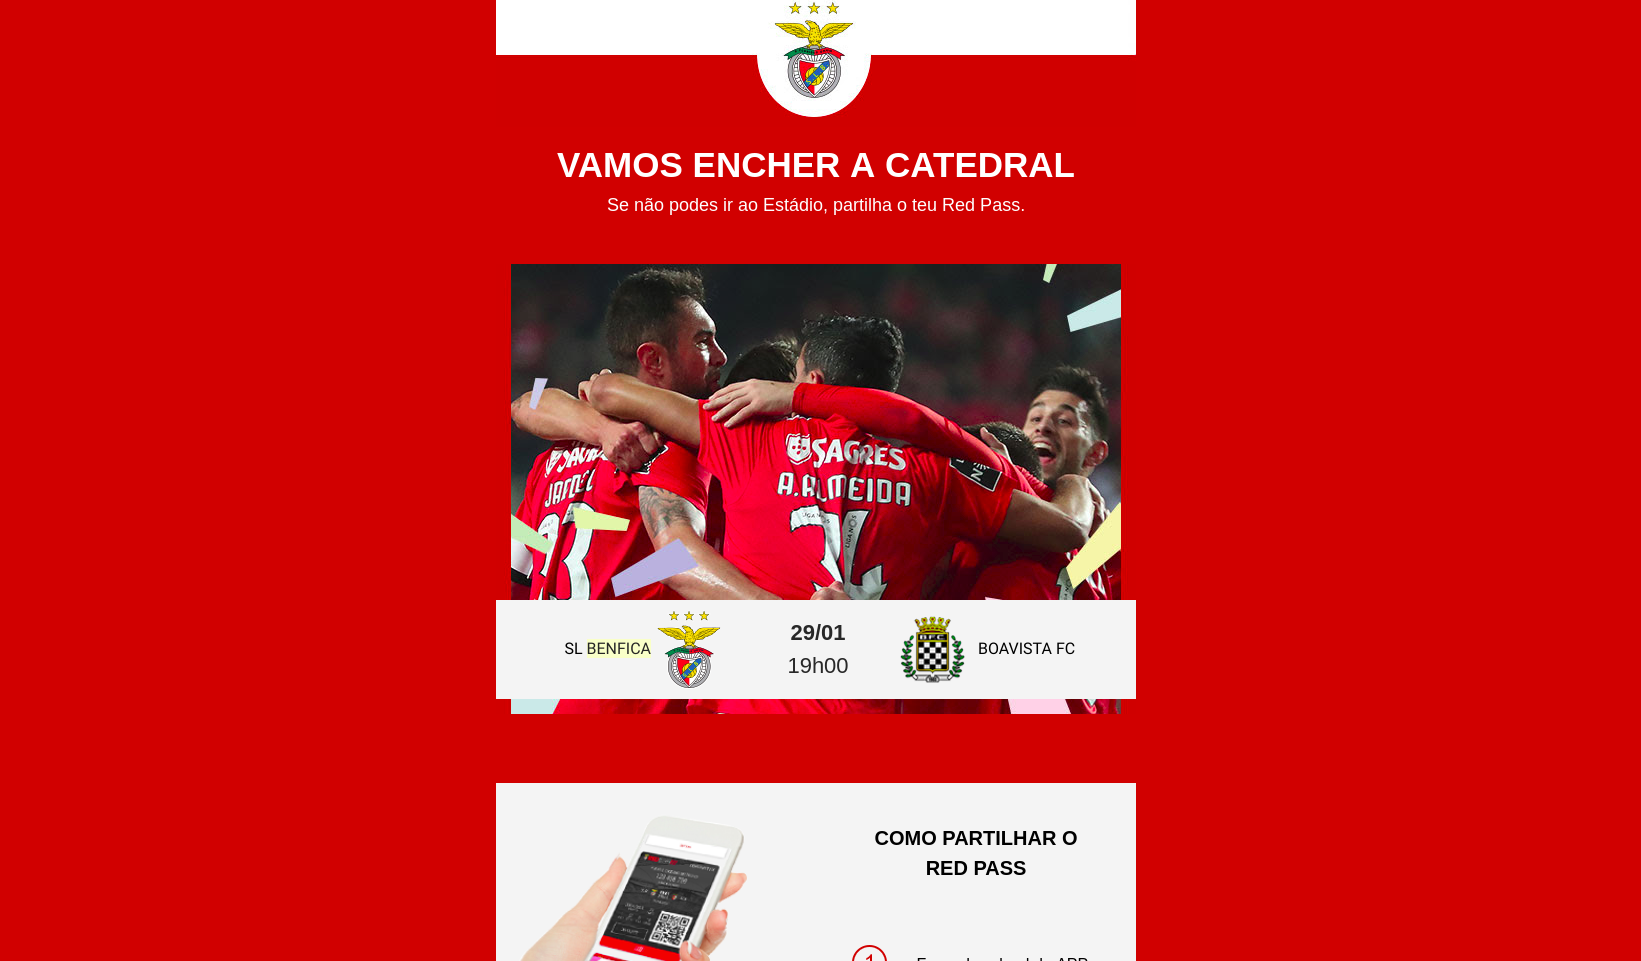 VAMOS ENCHER A CATEDRAL
Se não podes ir ao Estádio, partilha o teu Red Pass.
SAGRES
A.ALMEIDA
34
SL BENFICA
29/01
19h00
BOAVISTA FC
COMO PARTILHAR O
RED PASS
1